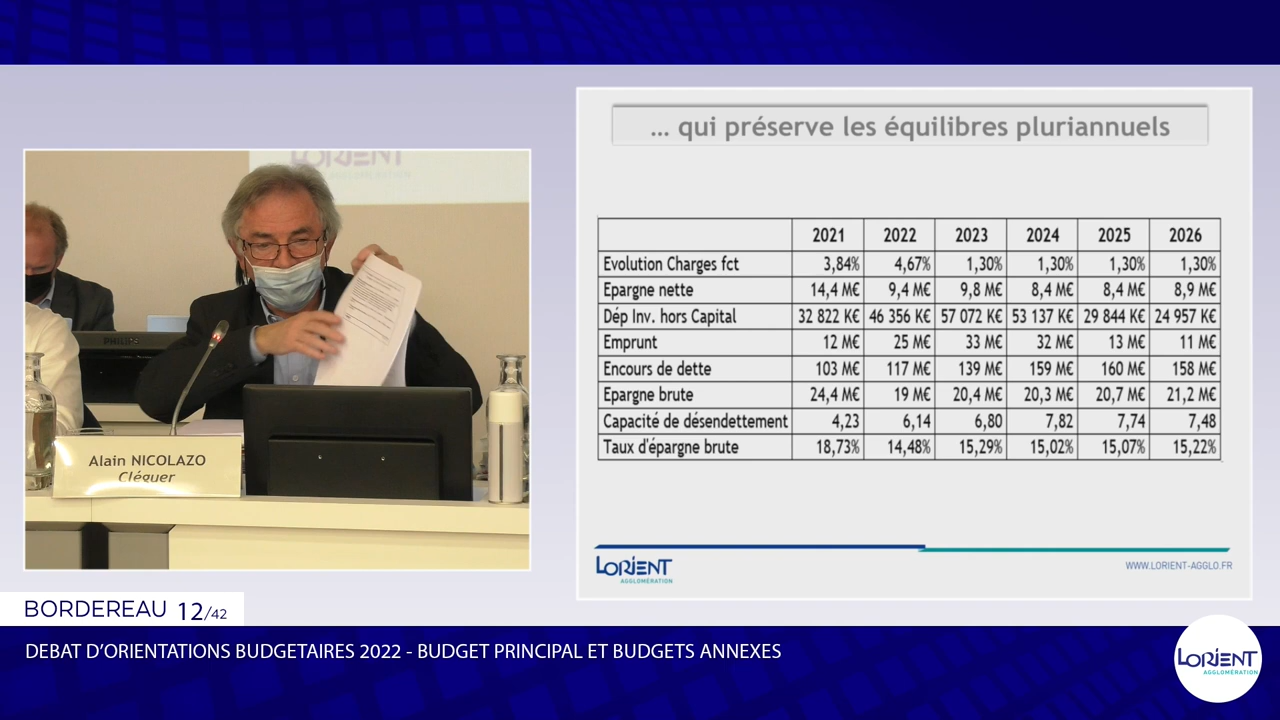 LORIENT
PHILIPS
Alain NICOLAZO
Cléguer
... qui préserve les équilibres pluriannuels
2021 2022 2023 2024 2025 2026
Evolution Charges fct 3,84% 4,67% 1,30% 1,30% 1,30% 1,30%
Epargne nette 14,4 M€ 9,4 M€ 9,8 M€ 8,4 M€ 8,4 M€ 8,9 M€
Dép Inv. hors Capital 32 822 K€ 46 356 K€ 57 072 K€ 53 137 K€ 29 844 K€ 24 957 K€
Emprunt 12 M€ 25 M€ 33 M€ 32 M€ 13 M€ 11 M€
Encours de dette 103 M€ 117 M€ 139 M€ 159 M€ 160 M€ 158 M€
Epargne brute 24,4 M€ 19 M€ 20,4 M€ 20,3 M€ 20,7 M€ 21,2 M€
Capacité de désendettement 4,23 6,14 6,80 7,82 7,74 7,48
Taux d'épargne brute 18,73% 14,48% 15,29% 15,02% 15,07% 15,22%
LORIENT
AGGLOMÉRATION
WWW.LORIENT-AGGLO.FR
BORDEREAU 12/42
DEBAT D'ORIENTATIONS BUDGETAIRES 2022 - BUDGET PRINCIPAL ET BUDGETS ANNEXES
LORIENT
AGGLOMÉRATION